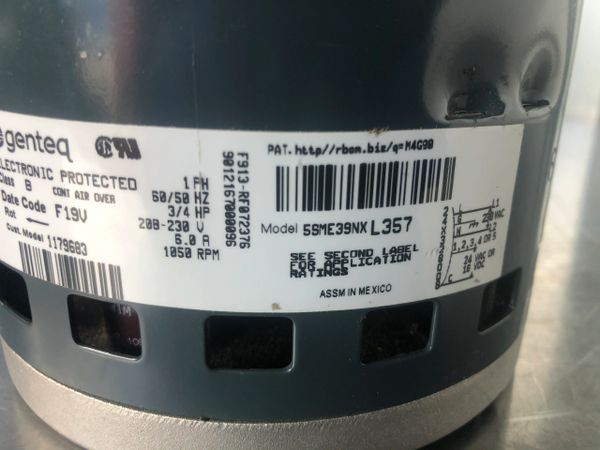 genteq
ELECTRONIC PROTECTED
Class B CONT AIR OVER
Date Code F19V
Rot
Cust. Model 1179683
1 PH
60/50 HZ
3/4 HP
208-230 V
6.0 A
1050 RPM
F913-RF072376
PAT. http//rbom.biz/q=M4G90
Model 5SME39NX L357
SEE SECOND LABEL
FOR APPLICATION
RATINGS
ASSM IN MEXICO
L1
G 230 VAC
N L2
1,2,3,4 OR 5
24 VAC OR
16 VDC
C